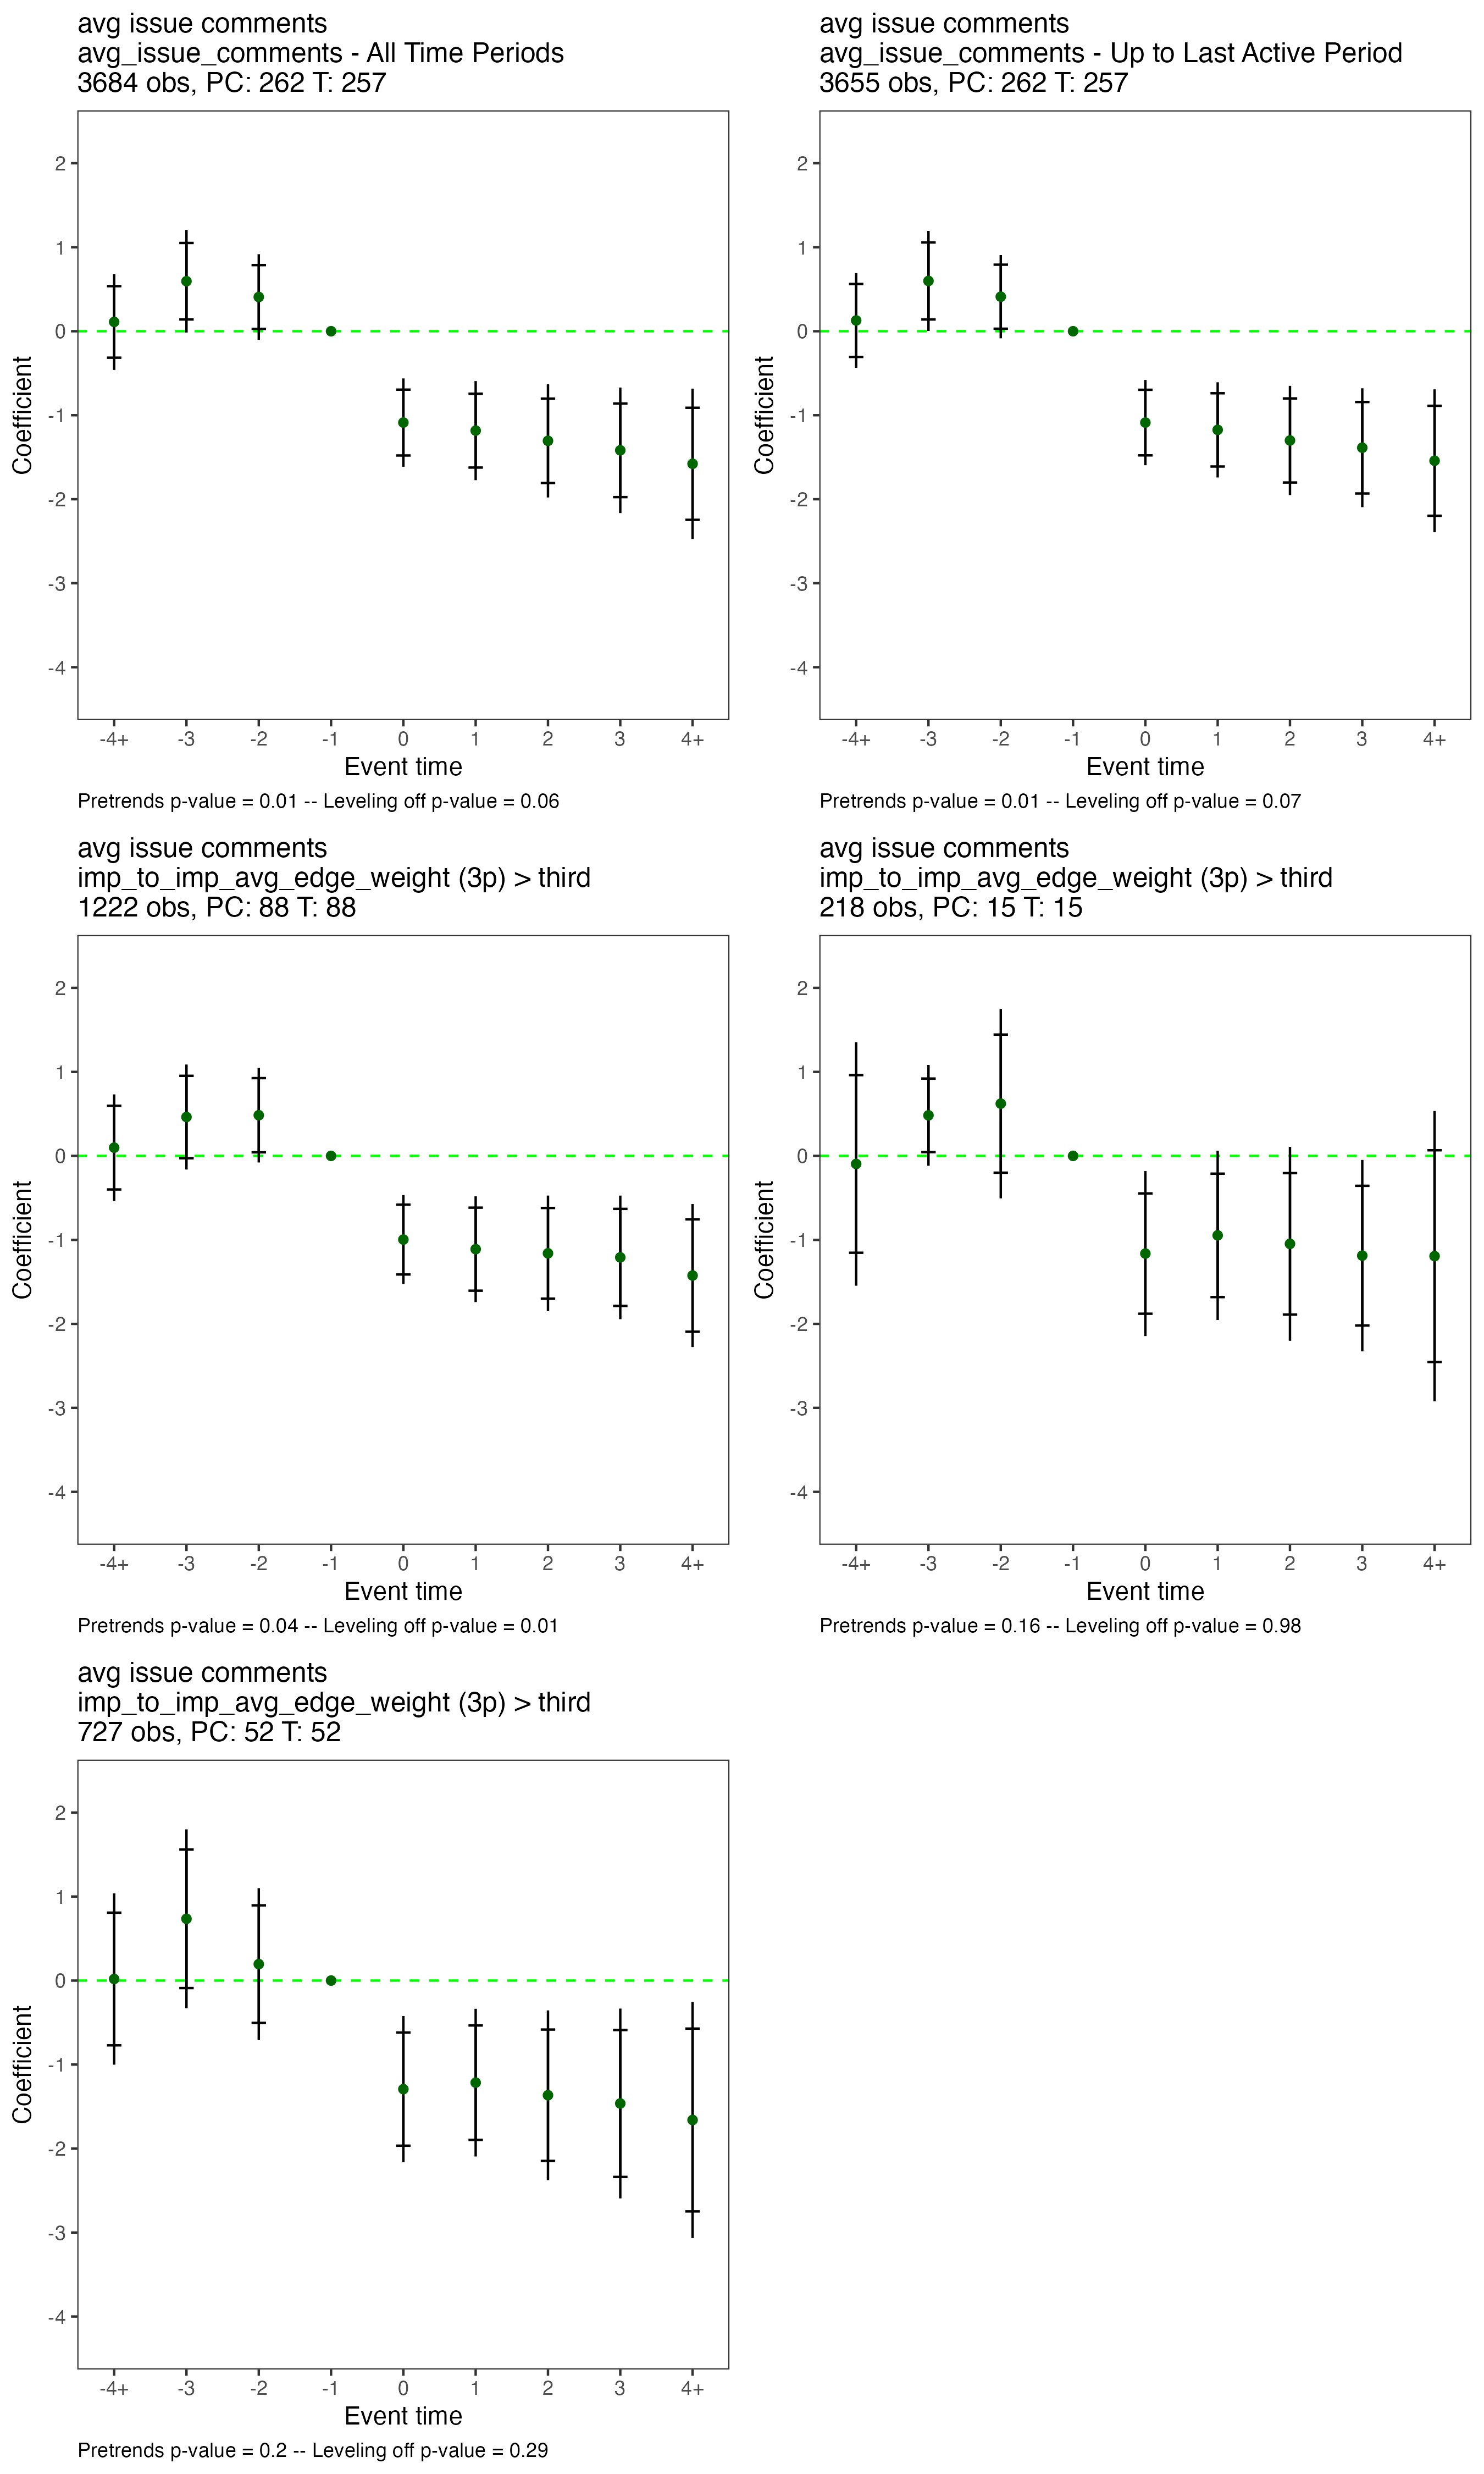 avg issue comments
avg_issue_comments - All Time Periods
3684 obs, PC: 262 T: 257
2
1
0
-1
-2
-3
-4
Coefficient
-4+ -3 -2 -1 0 1 2 3 4+
Event time
Pretrends p-value = 0.01 -- Leveling off p-value = 0.06
avg issue comments
avg_issue_comments - Up to Last Active Period
3655 obs, PC: 262 T: 257
2
1
0
-1
-2
-3
-4
Coefficient
-4+ -3 -2 -1 0 1 2 3 4+
Event time
Pretrends p-value = 0.01 -- Leveling off p-value = 0.07
avg issue comments
imp_to_imp_avg_edge_weight (3p) > third
1222 obs, PC: 88 T: 88
2
1
0
-1
-2
-3
-4
Coefficient
-4+ -3 -2 -1 0 1 2 3 4+
Event time
Pretrends p-value = 0.04 -- Leveling off p-value = 0.01
avg issue comments
imp_to_imp_avg_edge_weight (3p) > third
218 obs, PC: 15 T: 15
2
1
0
-1
-2
-3
-4
Coefficient
-4+ -3 -2 -1 0 1 2 3 4+
Event time
Pretrends p-value = 0.16 -- Leveling off p-value = 0.98
avg issue comments
imp_to_imp_avg_edge_weight (3p) > third
727 obs, PC: 52 T: 52
2
1
0
-1
-2
-3
-4
Coefficient
-4+ -3 -2 -1 0 1 2 3 4+
Event time
Pretrends p-value = 0.2 -- Leveling off p-value = 0.29